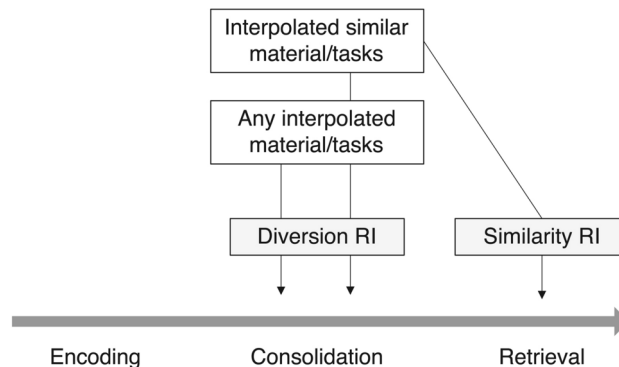 Interpolated similar
material/tasks
Any interpolated
material/tasks
Diversion RI
Similarity RI
Encoding
Consolidation
Retrieval